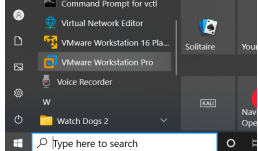 Command Prompt for vctl
Virtual Network Editor
VMware Workstation 16 Pla...
VMware Workstation Pro
Voice Recorder
W
Watch Dogs 2
Type here to search
Solitaire
Your
KALI
Nav
Ope